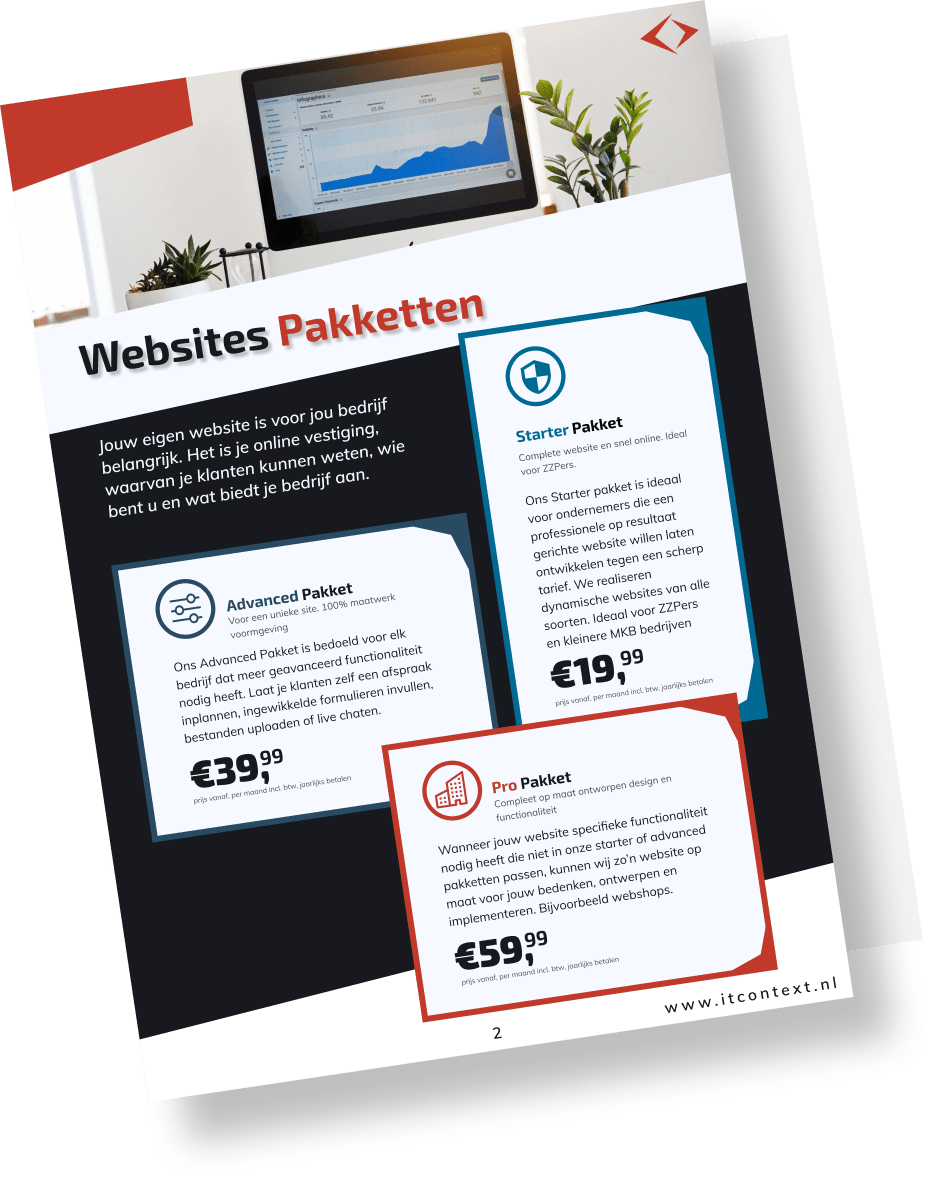 Infographics
Websites Pakketten
Jouw eigen website is voor jou bedrijf
belangrijk. Het is je online vestiging,
waarvan je klanten kunnen weten, wie
bent u en wat biedt je bedrijf aan.
Starter Pakket
Complete website en snel online. Ideal
voor ZZPers.
Ons Starter pakket is ideaal
voor ondernemers die een
professionele op resultaat
gerichte website willen laten
ontwikkelen tegen een scherp
tarief. We realiseren
dynamische websites van alle
soorten. Ideaal voor ZZPers
en kleinere MKB bedrijven
€19,99
prijs vanaf, per maand incl. btw, jaarlijks betalen
Advanced Pakket
Voor een unieke site. 100% maatwerk
voormgeving
Ons Advanced Pakket is bedoeld voor elk
bedrijf dat meer geavanceerd functionaliteit
nodig heeft. Laat je klanten zelf een afspraak
inplannen, ingewikkelde formulieren invullen,
bestanden uploaden of live chaten.
€39,99
prijs vanaf, per maand incl. btw, jaarlijks betalen
Pro Pakket
Compleet op maat ontworpen design en
functionaliteit
Wanneer jouw website specifieke functionaliteit
nodig heeft die niet in onze starter of advanced
pakketten passen, kunnen wij zo'n website op
maat voor jouw bedenken, ontwerpen en
implementeren. Bijvoorbeeld webshops.
€59,99
prijs vanaf, per maand incl. btw, jaarlijks betalen
www.itcontext.nl
2